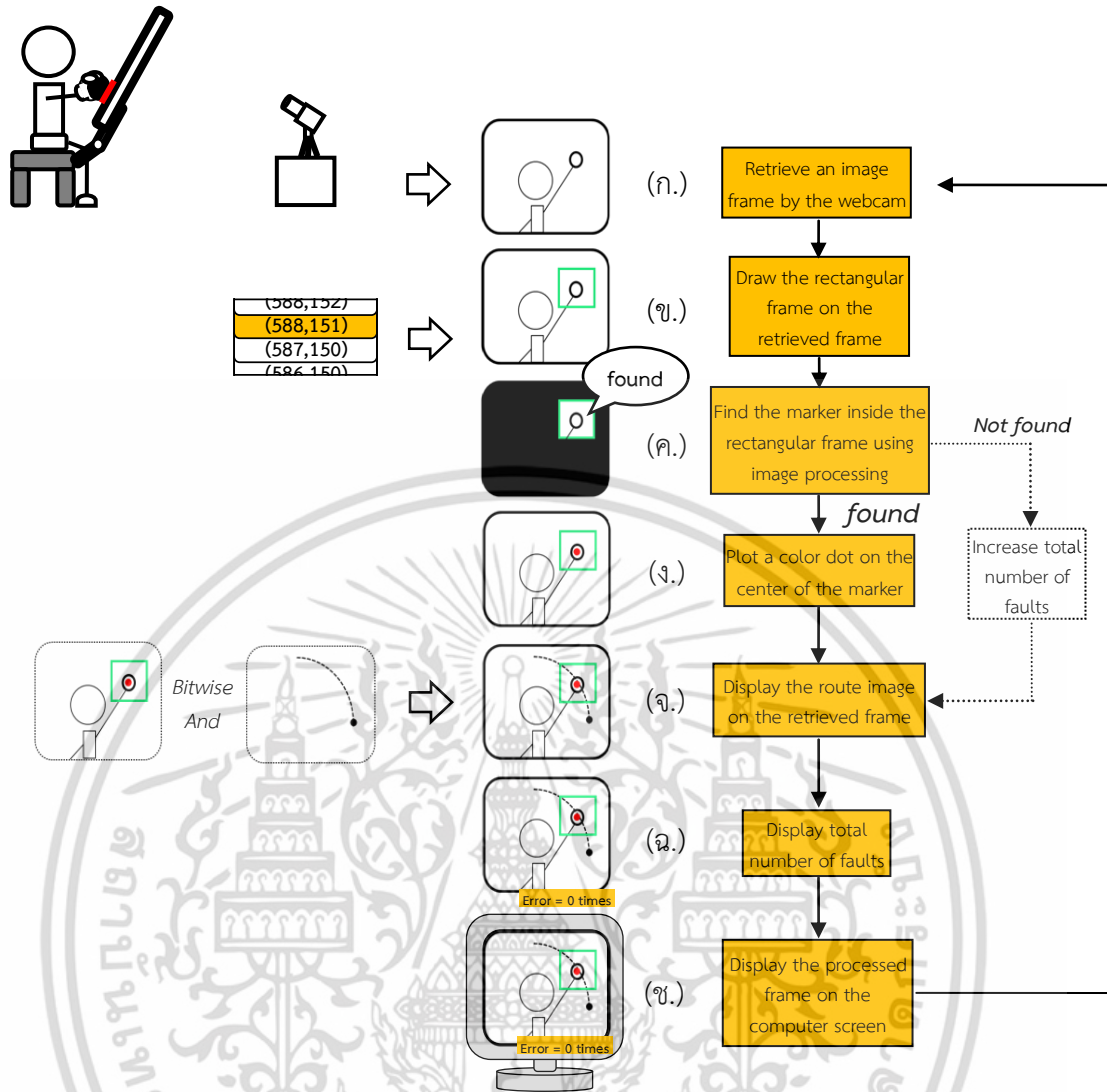 (ก.)
Retrieve an image
frame by the webcam
(588,152)
(588,151)
(587,150)
(586,150)
(ข.)
Draw the rectangular
frame on the
retrieved frame
found
(ค.)
Find the marker inside the
rectangular frame using
image processing
Not found
found
(ง.)
Plot a color dot on the
center of the marker
Increase total
number of
faults
Bitwise
And
(จ.)
Display the route image
on the retrieved frame
(ฉ.)
Display total
number of faults
Error = 0 times
(ช.)
Display the processed
frame on the
computer screen
Error = 0 times